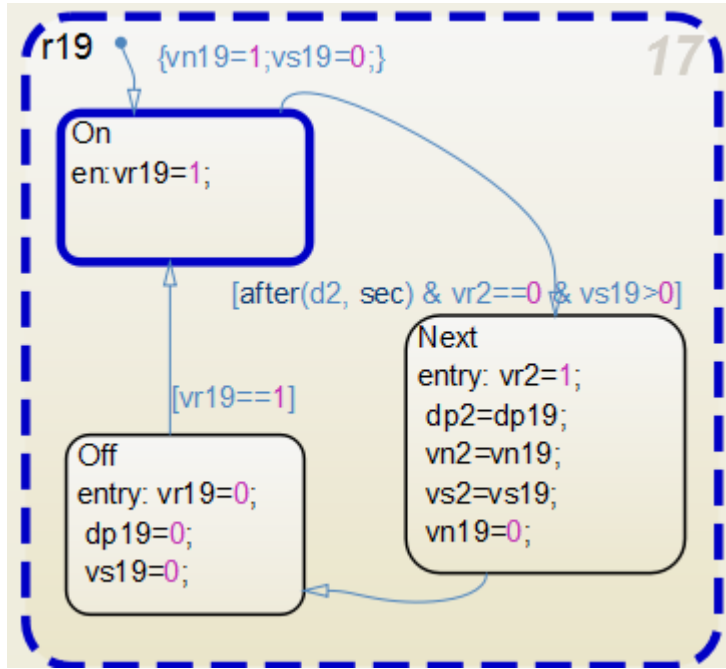 r19
{vn19=1;vs19=0;}
17
On
en:vr19=1;
[after(d2, sec) & vr2==0 & vs19>0]
Next
entry: vr2=1;
dp2=dp19;
vn2=vn19;
vs2=vs19;
vn19=0;
[vr19==1]
Off
entry: vr19=0;
dp19=0;
vs19=0;